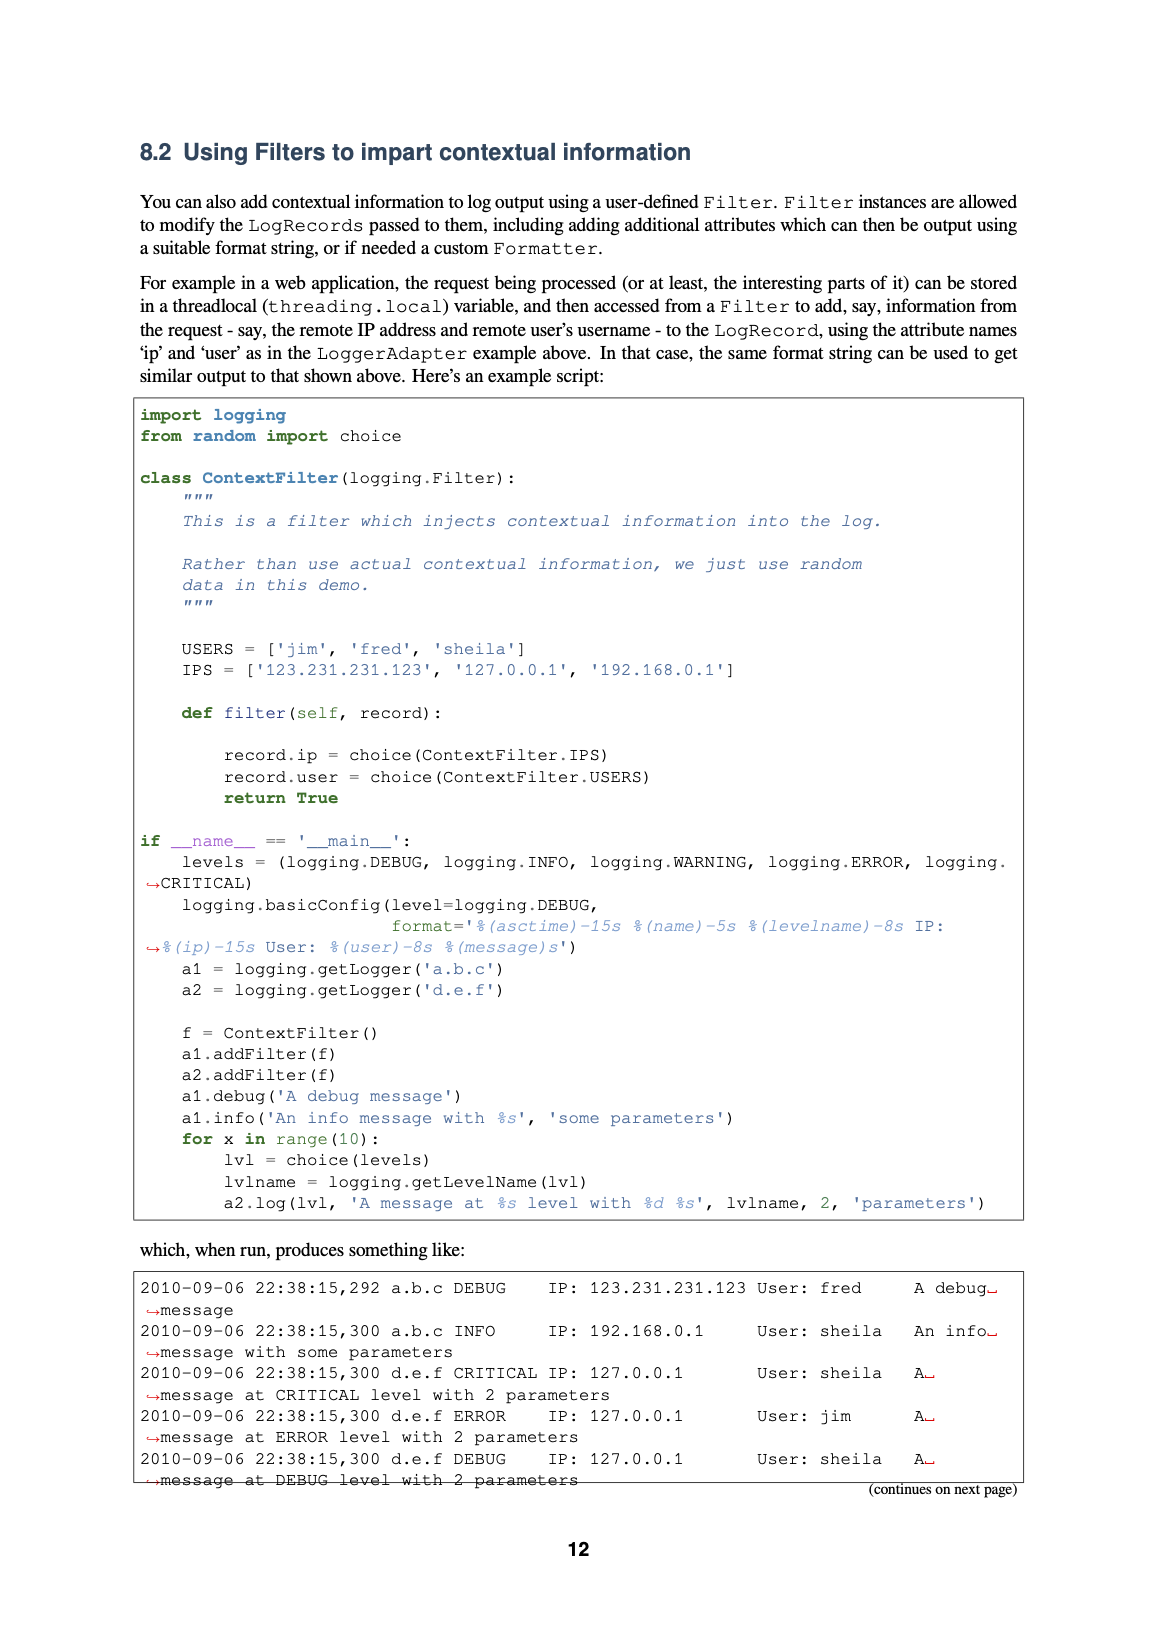 8.2 Using Filters to impart contextual information
You can also add contextual information to log output using a user-defined Filter. Filter instances are allowed
to modify the LogRecords passed to them, including adding additional attributes which can then be output using
a suitable format string, or if needed a custom Formatter.
For example in a web application, the request being processed (or at least, the interesting parts of it) can be stored
in a threadlocal (threading.local) variable, and then accessed from a Filter to add, say, information from
the request - say, the remote IP address and remote user's username - to the LogRecord, using the attribute names
‘ip’ and ‘user’ as in the LoggerAdapter example above. In that case, the same format string can be used to get
similar output to that shown above. Here's an example script:
import logging
from random import choice
class ContextFilter(logging.Filter):
    """
    This is a filter which injects contextual information into the log.
    Rather than use actual contextual information, we just use random
    data in this demo.
    """
    USERS = ['jim', 'fred', 'sheila']
    IPS = ['123.231.231.123', '127.0.0.1', '192.168.0.1']
    def filter(self, record):
        record.ip = choice(ContextFilter.IPS)
        record.user = choice(ContextFilter.USERS)
        return True
if __name__ == '__main__':
    levels = (logging.DEBUG, logging.INFO, logging.WARNING, logging.ERROR, logging.
↪CRITICAL)
    logging.basicConfig(level=logging.DEBUG,
                        format='%(asctime)-15s %(name)-5s %(levelname)-8s IP:
↪%(ip)-15s User: %(user)-8s %(message)s')
    a1 = logging.getLogger('a.b.c')
    a2 = logging.getLogger('d.e.f')
    f = ContextFilter()
    a1.addFilter(f)
    a2.addFilter(f)
    a1.debug('A debug message')
    a1.info('An info message with %s', 'some parameters')
    for x in range(10):
        lvl = choice(levels)
        lvlname = logging.getLevelName(lvl)
        a2.log(lvl, 'A message at %s level with %d %s', lvlname, 2, 'parameters')
which, when run, produces something like:
2010-09-06 22:38:15,292 a.b.c DEBUG    IP: 123.231.231.123 User: fred     A debug␣
↪message
2010-09-06 22:38:15,300 a.b.c INFO     IP: 192.168.0.1     User: sheila   An info␣
↪message with some parameters
2010-09-06 22:38:15,300 d.e.f CRITICAL IP: 127.0.0.1       User: sheila   A␣
↪message at CRITICAL level with 2 parameters
2010-09-06 22:38:15,300 d.e.f ERROR    IP: 127.0.0.1       User: jim      A␣
↪message at ERROR level with 2 parameters
2010-09-06 22:38:15,300 d.e.f DEBUG    IP: 127.0.0.1       User: sheila   A␣
↪message at DEBUG level with 2 parameters
(continues on next page)
12